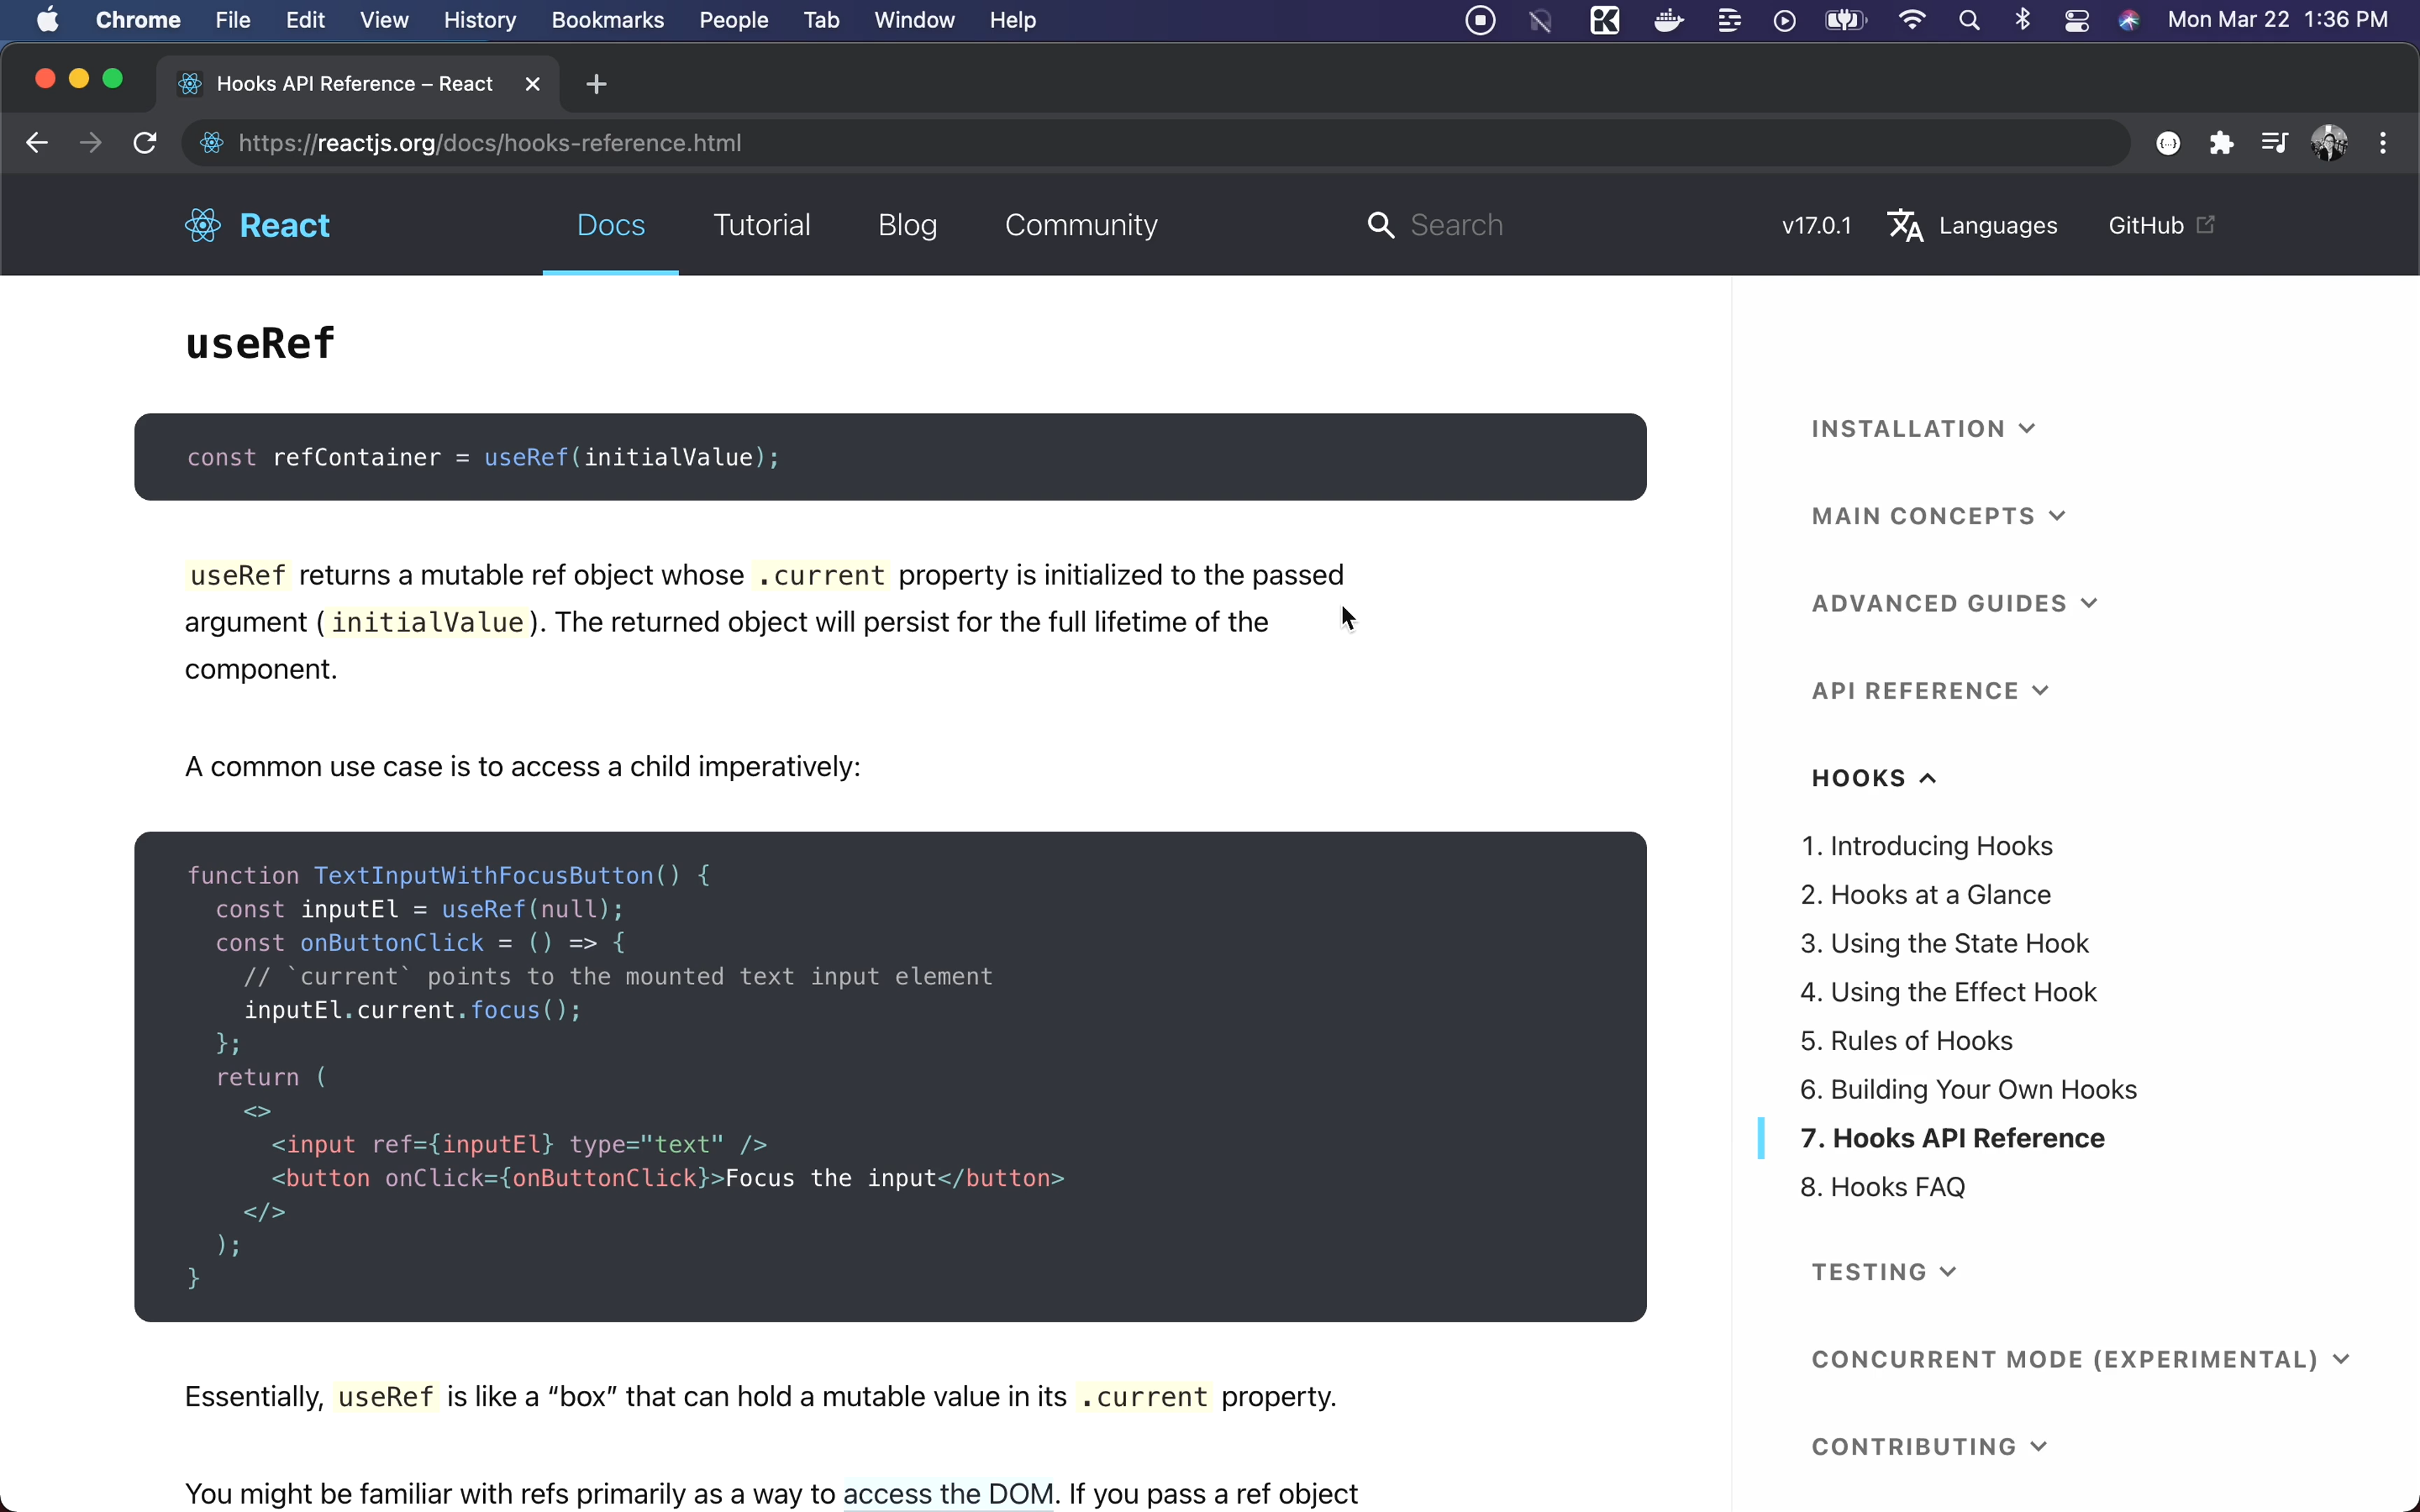 Chrome File Edit View History Bookmarks People Tab Window Help Mon Mar 22 1:36 PM
Hooks API Reference – React
https://reactjs.org/docs/hooks-reference.html
React Docs Tutorial Blog Community Search v17.0.1 Languages GitHub
useRef
const refContainer = useRef(initialValue);
useRef returns a mutable ref object whose .current property is initialized to the passed
argument (initialValue). The returned object will persist for the full lifetime of the
component.
A common use case is to access a child imperatively:
function TextInputWithFocusButton() {
  const inputEl = useRef(null);
  const onButtonClick = () => {
    // `current` points to the mounted text input element
    inputEl.current.focus();
  };
  return (
    <>
      <input ref={inputEl} type="text" />
      <button onClick={onButtonClick}>Focus the input</button>
    </>
  );
}
Essentially, useRef is like a “box” that can hold a mutable value in its .current property.
You might be familiar with refs primarily as a way to access the DOM. If you pass a ref object
INSTALLATION
MAIN CONCEPTS
ADVANCED GUIDES
API REFERENCE
HOOKS
1. Introducing Hooks
2. Hooks at a Glance
3. Using the State Hook
4. Using the Effect Hook
5. Rules of Hooks
6. Building Your Own Hooks
7. Hooks API Reference
8. Hooks FAQ
TESTING
CONCURRENT MODE (EXPERIMENTAL)
CONTRIBUTING